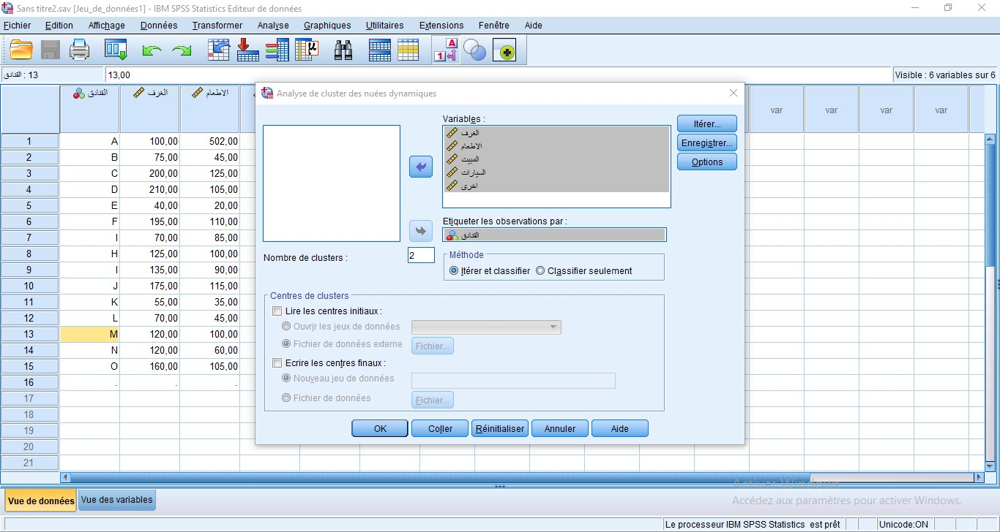 Sans titre2.sav [Jeu_de_données1] - IBM SPSS Statistics Editeur de données
Fichier Edition Affichage Données Transformer Analyse Graphiques Utilitaires Extensions Fenêtre Aide
13 : الفنادق 13,00 Visible : 6 variables sur 6
الفنادق الغرف الاطعام var var var var
1 A 100,00 502,00
2 B 75,00 45,00
3 C 200,00 125,00
4 D 210,00 105,00
5 E 40,00 20,00
6 F 195,00 110,00
7 I 70,00 85,00
8 H 125,00 100,00
9 I 135,00 90,00
10 J 175,00 115,00
11 K 55,00 35,00
12 L 70,00 45,00
13 M 120,00 100,00
14 N 120,00 60,00
15 O 160,00 105,00
16 . . .
17
18
19
20
21
Analyse de cluster des nuées dynamiques
Variables :
الغرف
الاطعام
المبيت
السيارات
اخرى
Itérer...
Enregistrer...
Options
Etiqueter les observations par :
الفنادق
Nombre de clusters : 2
Méthode
Itérer et classifier Classifier seulement
Centres de clusters
Lire les centres initiaux :
Ouvrir les jeux de données
Fichier de données externe Fichier...
Ecrire les centres finaux :
Nouveau jeu de données
Fichier de données Fichier...
OK Coller Réinitialiser Annuler Aide
Vue de données Vue des variables
Activer Windows
Accédez aux paramètres pour activer Windows.
Le processeur IBM SPSS Statistics est prêt Unicode:ON